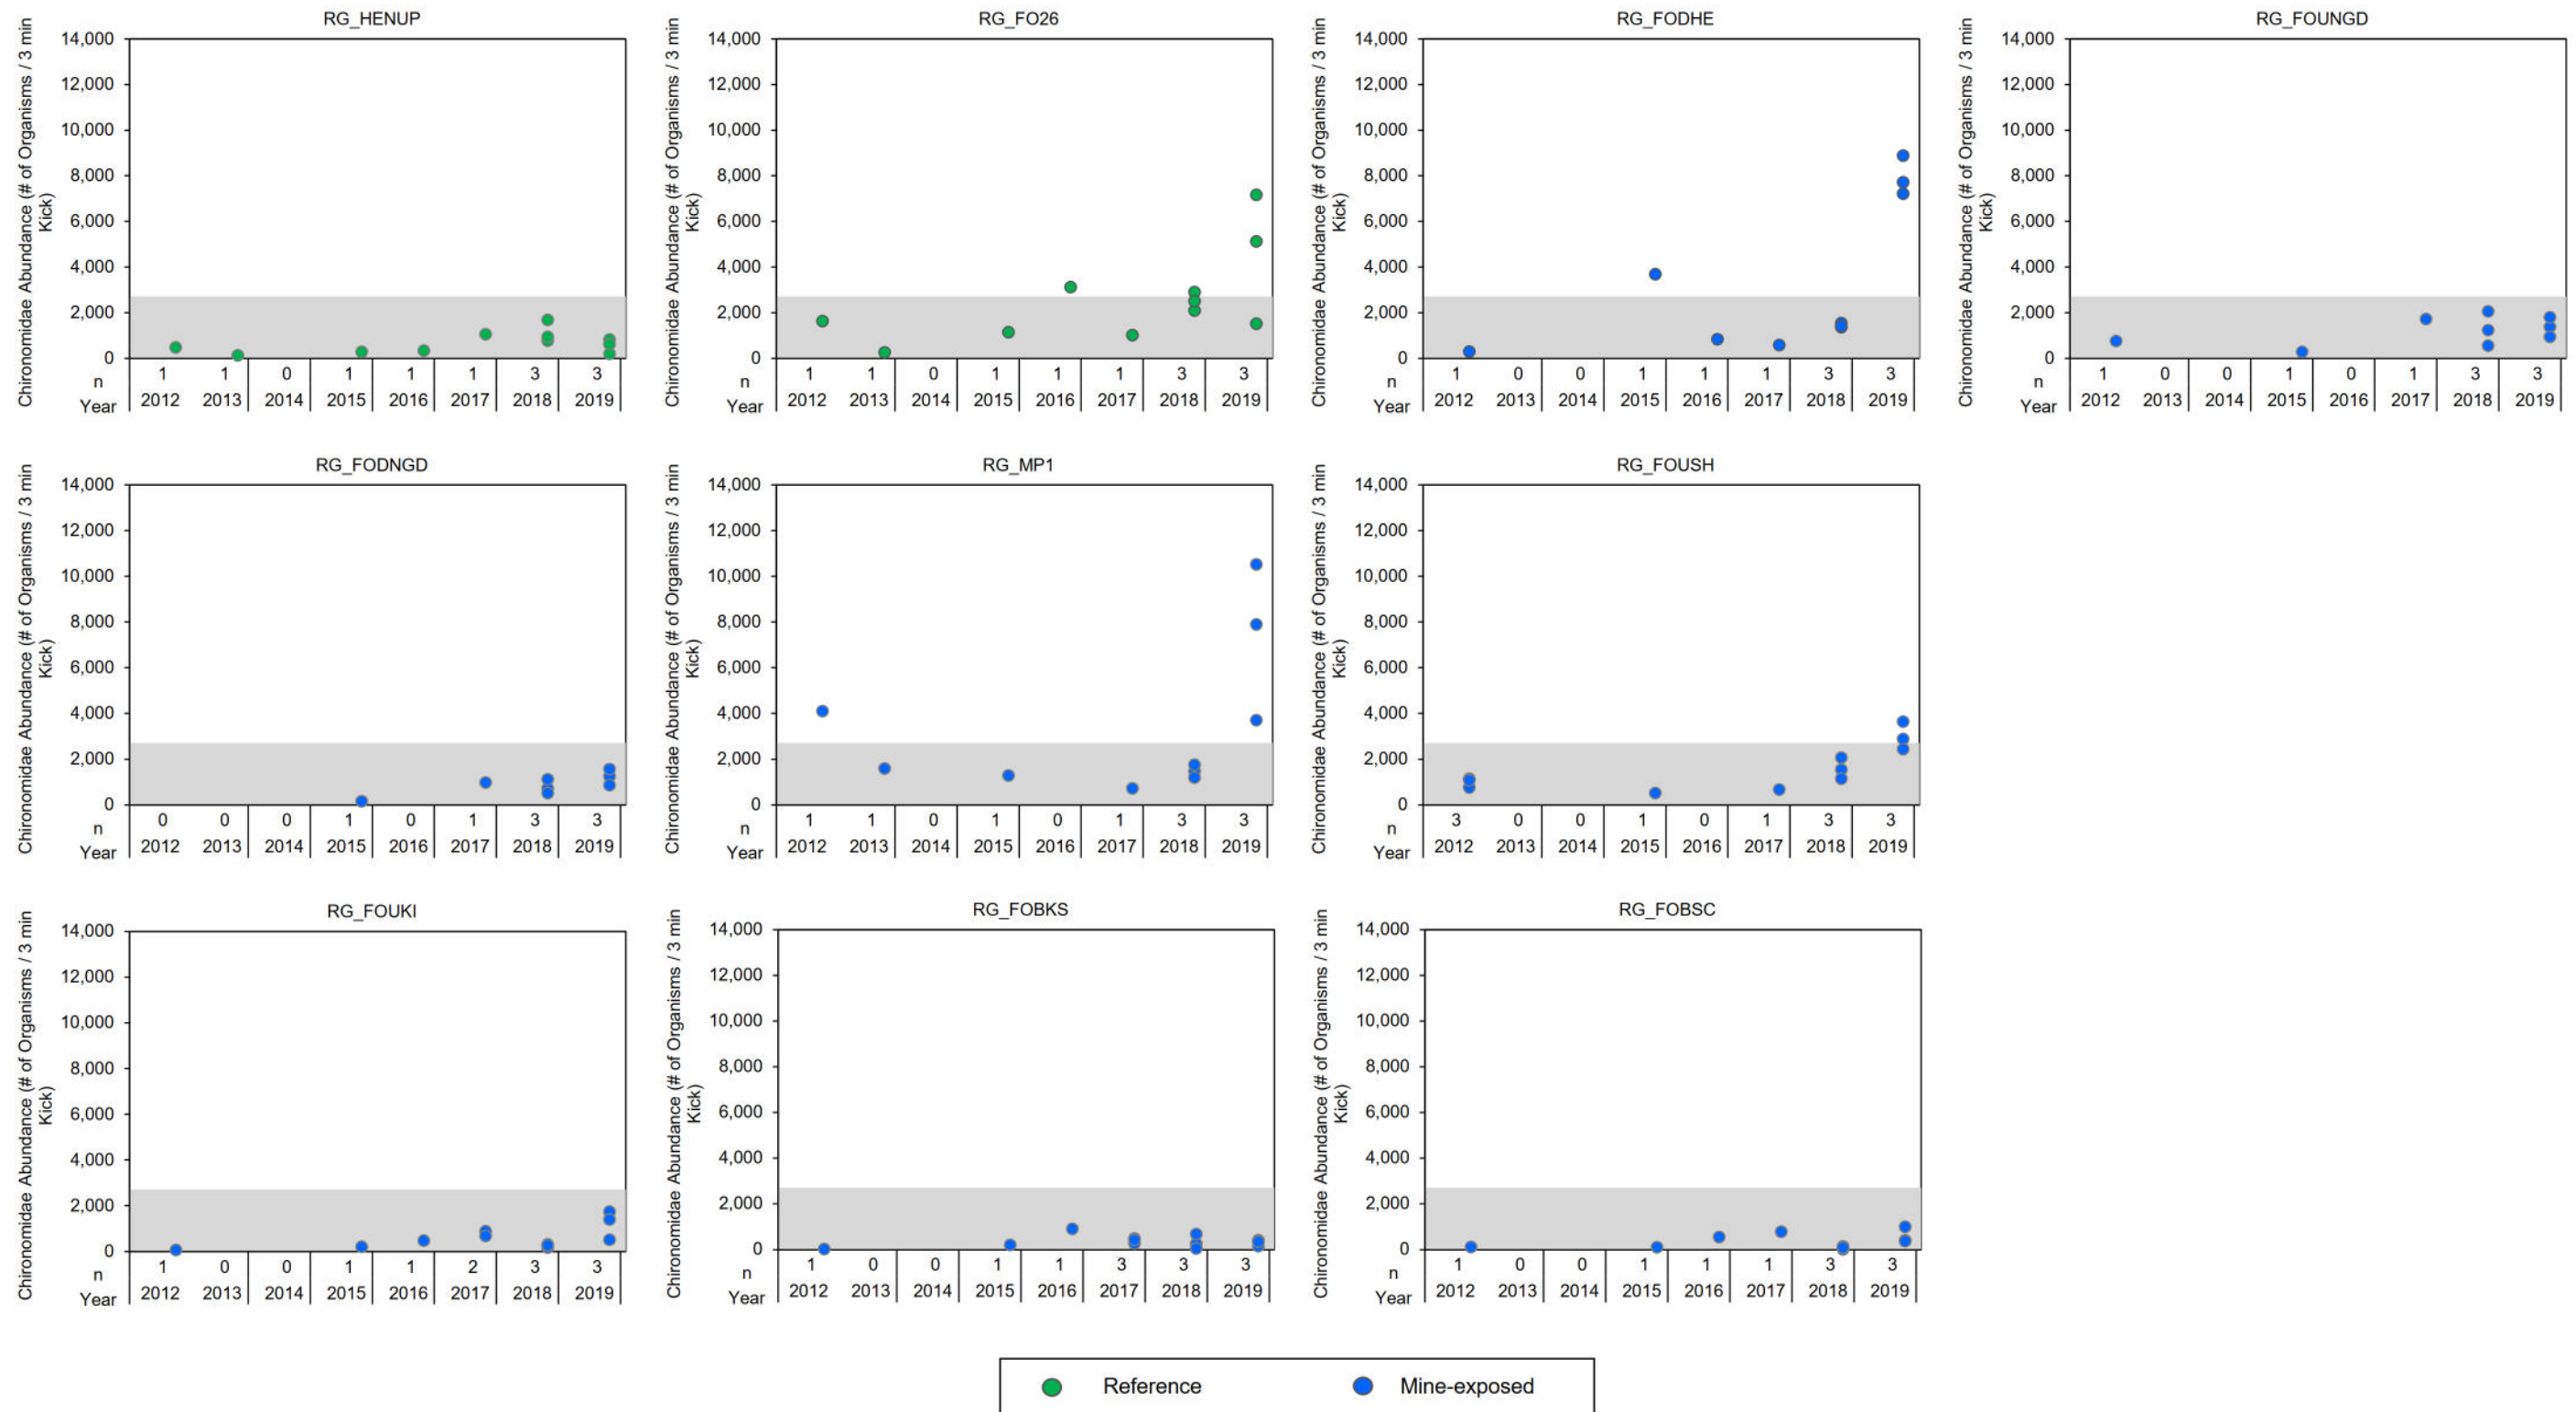 RG_HENUP
Chironomidae Abundance (# of Organisms / 3 min
Kick)
14,000
12,000
10,000
8,000
6,000
4,000
2,000
0
n 1 1 0 1 1 1 3 3
Year 2012 2013 2014 2015 2016 2017 2018 2019
RG_FO26
Chironomidae Abundance (# of Organisms / 3 min
Kick)
14,000
12,000
10,000
8,000
6,000
4,000
2,000
0
n 1 1 0 1 1 1 3 3
Year 2012 2013 2014 2015 2016 2017 2018 2019
RG_FODHE
Chironomidae Abundance (# of Organisms / 3 min
Kick)
14,000
12,000
10,000
8,000
6,000
4,000
2,000
0
n 1 0 0 1 1 1 3 3
Year 2012 2013 2014 2015 2016 2017 2018 2019
RG_FOUNGD
Chironomidae Abundance (# of Organisms / 3 min
Kick)
14,000
12,000
10,000
8,000
6,000
4,000
2,000
0
n 1 0 0 1 0 1 3 3
Year 2012 2013 2014 2015 2016 2017 2018 2019
RG_FODNGD
Chironomidae Abundance (# of Organisms / 3 min
Kick)
14,000
12,000
10,000
8,000
6,000
4,000
2,000
0
n 0 0 0 1 0 1 3 3
Year 2012 2013 2014 2015 2016 2017 2018 2019
RG_MP1
Chironomidae Abundance (# of Organisms / 3 min
Kick)
14,000
12,000
10,000
8,000
6,000
4,000
2,000
0
n 1 1 0 1 0 1 3 3
Year 2012 2013 2014 2015 2016 2017 2018 2019
RG_FOUSH
Chironomidae Abundance (# of Organisms / 3 min
Kick)
14,000
12,000
10,000
8,000
6,000
4,000
2,000
0
n 3 0 0 1 0 1 3 3
Year 2012 2013 2014 2015 2016 2017 2018 2019
RG_FOUKI
Chironomidae Abundance (# of Organisms / 3 min
Kick)
14,000
12,000
10,000
8,000
6,000
4,000
2,000
0
n 1 0 0 1 1 2 3 3
Year 2012 2013 2014 2015 2016 2017 2018 2019
RG_FOBKS
Chironomidae Abundance (# of Organisms / 3 min
Kick)
14,000
12,000
10,000
8,000
6,000
4,000
2,000
0
n 1 0 0 1 1 3 3 3
Year 2012 2013 2014 2015 2016 2017 2018 2019
RG_FOBSC
Chironomidae Abundance (# of Organisms / 3 min
Kick)
14,000
12,000
10,000
8,000
6,000
4,000
2,000
0
n 1 0 0 1 1 1 3 3
Year 2012 2013 2014 2015 2016 2017 2018 2019
Reference Mine-exposed